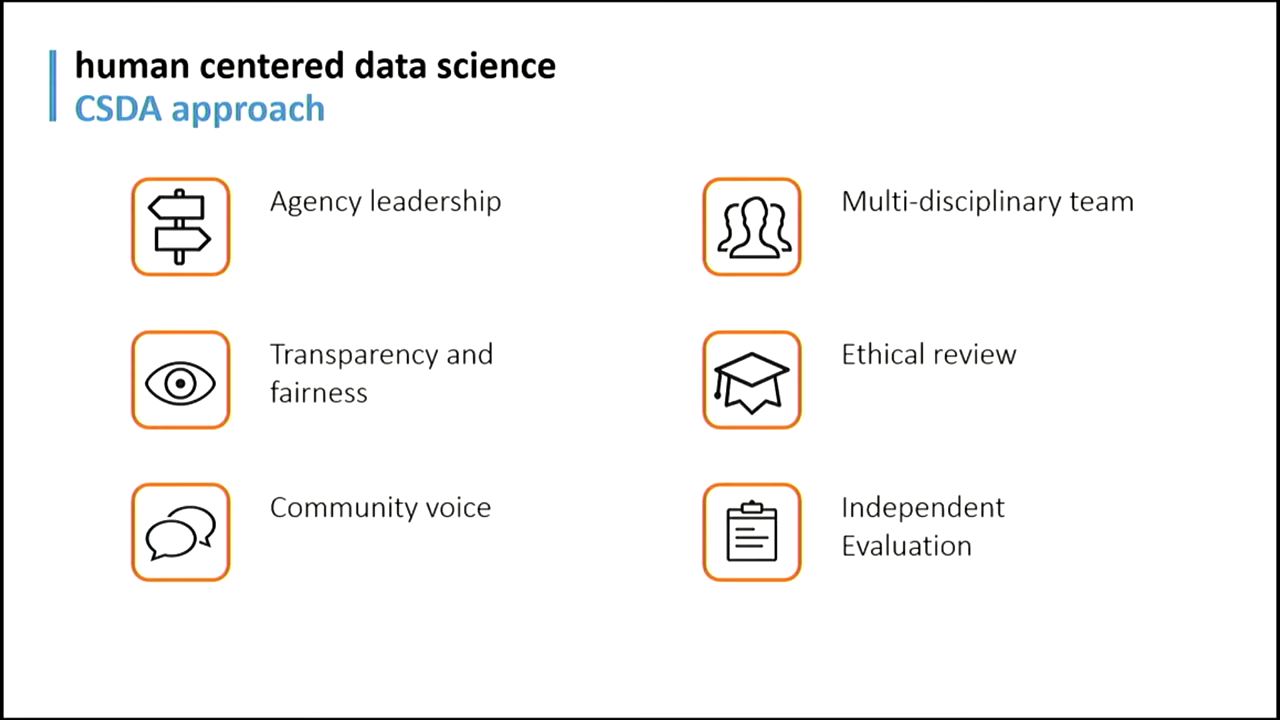 human centered data science
CSDA approach
Agency leadership
Multi-disciplinary team
Transparency and
fairness
Ethical review
Community voice
Independent
Evaluation